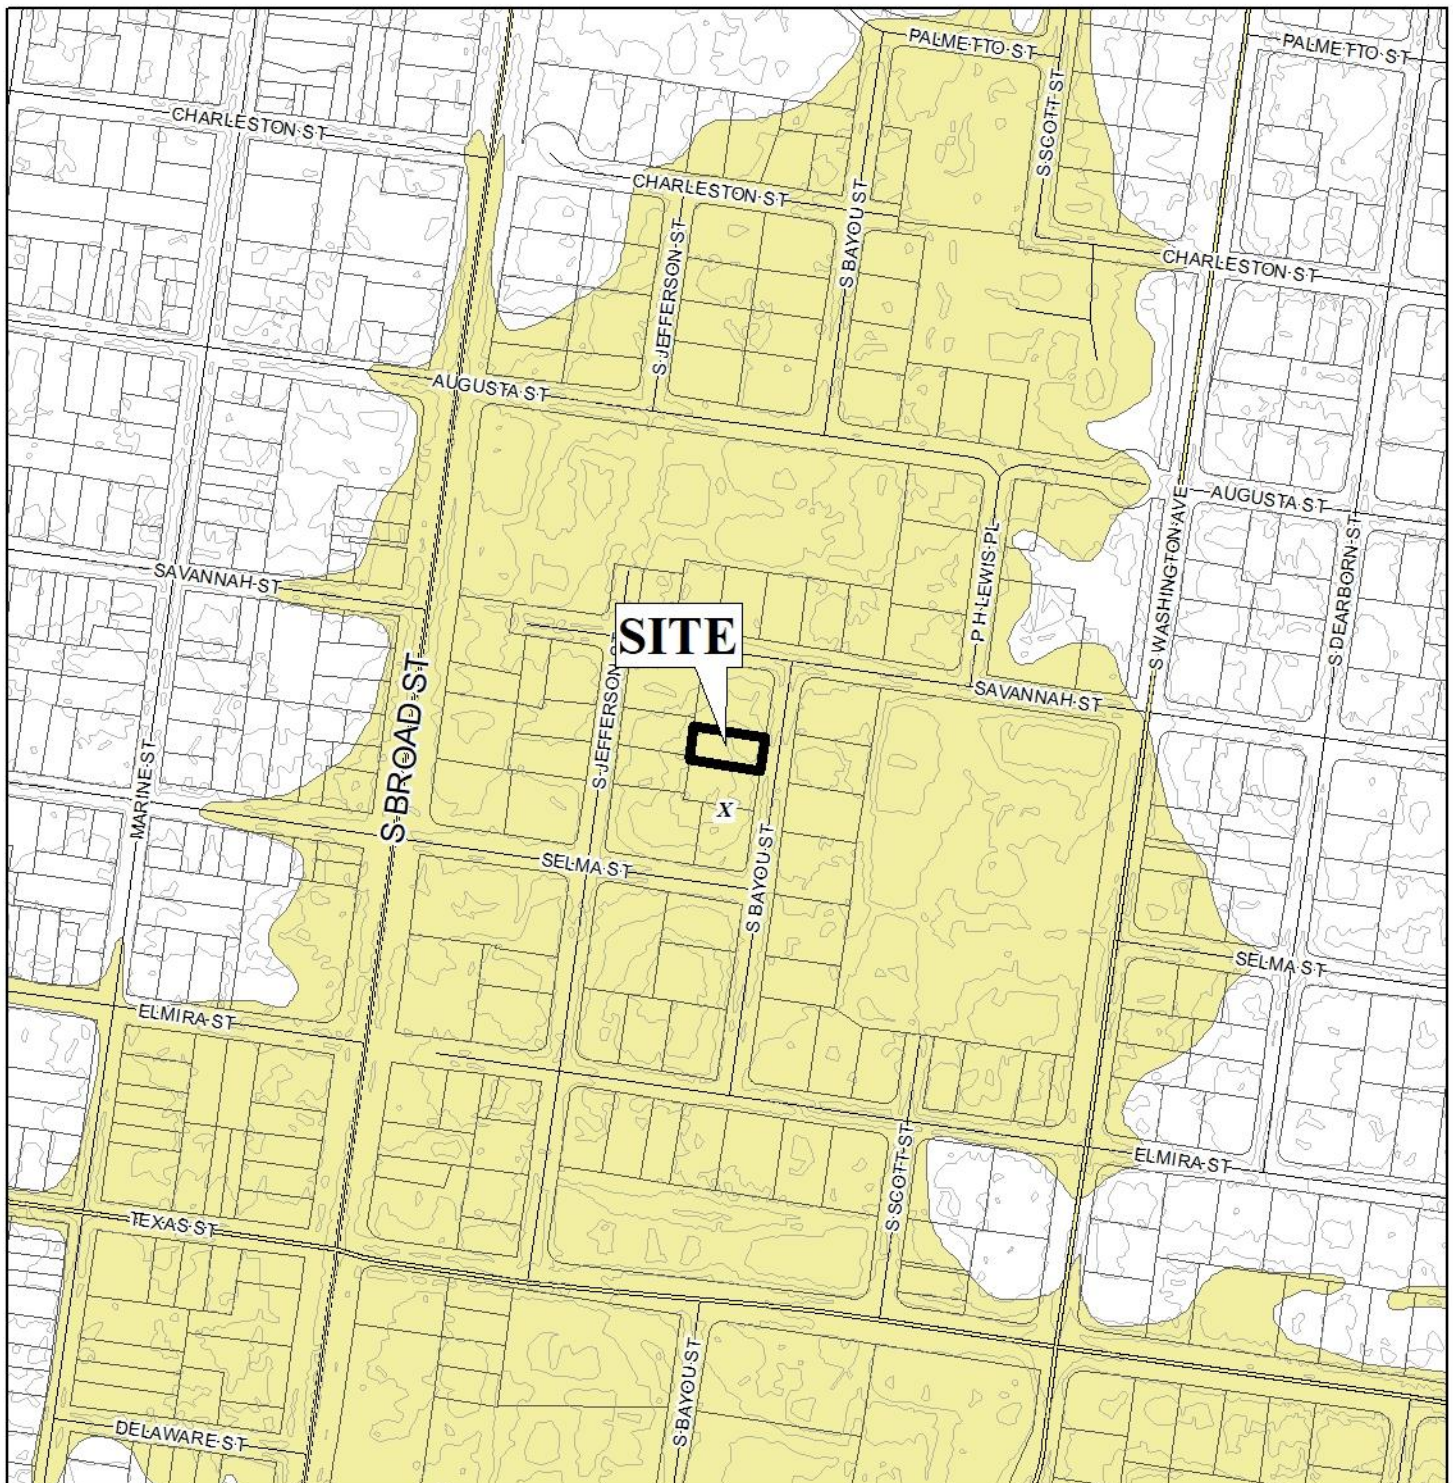 PALMETTO ST
PALMETTO ST
S SCOTT ST
CHARLESTON ST
CHARLESTON ST
S BAYOU ST
S JEFFERSON ST
CHARLESTON ST
AUGUSTA ST
AUGUSTA ST
S WASHINGTON AVE
S DEARBORN ST
P H LEWIS PL
SAVANNAH ST
SITE
S JEFFERSON
SAVANNAH ST
S BROAD ST
MARINE ST
X
SELMA ST
S BAYOU ST
SELMA ST
ELMIRA ST
S SCOTT ST
ELMIRA ST
TEXAS ST
S BAYOU ST
DELAWARE ST